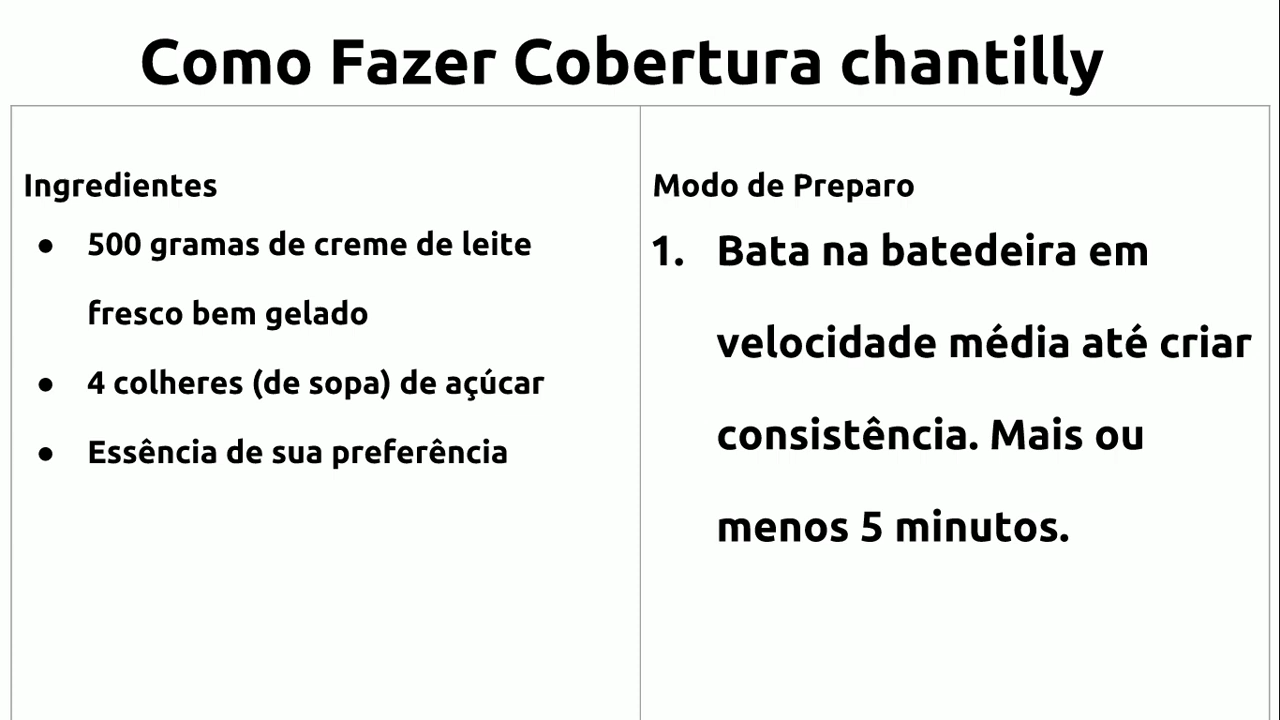 Como Fazer Cobertura chantilly
Ingredientes
● 500 gramas de creme de leite
fresco bem gelado
● 4 colheres (de sopa) de açúcar
● Essência de sua preferência
Modo de Preparo
1. Bata na batedeira em
velocidade média até criar
consistência. Mais ou
menos 5 minutos.